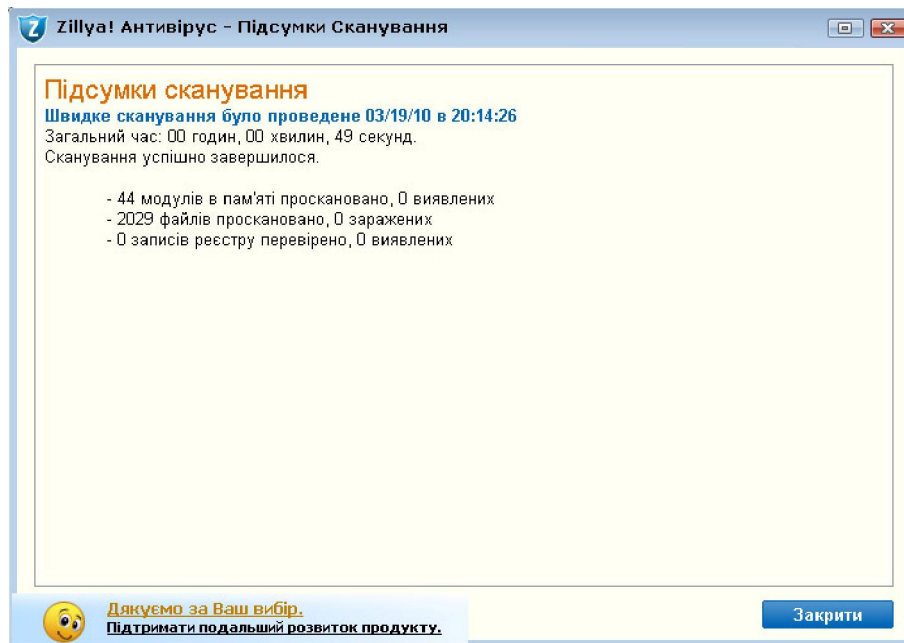 Zillya! Антивірус - Підсумки Сканування
Підсумки сканування
Швидке сканування було проведене 03/19/10 в 20:14:26
Загальний час: 00 годин, 00 хвилин, 49 секунд.
Сканування успішно завершилося.
- 44 модулів в пам'яті проскановано, 0 виявлених
- 2029 файлів проскановано, 0 заражених
- 0 записів реєстру перевірено, 0 виявлених
Дякуємо за Ваш вибір.
Підтримати подальший розвиток продукту.
Закрити